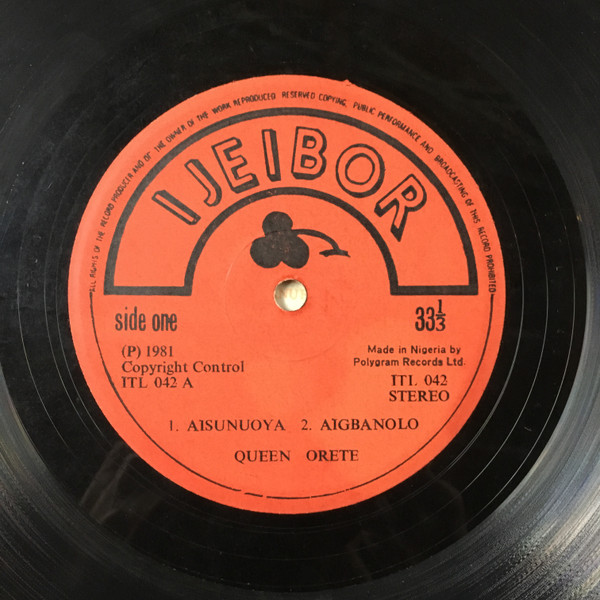 ALL RIGHTS OF THE RECORD PRODUCER AND OF THE OWNER OF THE WORK REPRODUCED RESERVED COPYING, PUBLIC PERFORMANCE AND BROADCASTING OF THIS RECORD PROHIBITED
IJEIBOR
side one
33⅓
(P) 1981
Copyright Control
ITL 042 A
Made in Nigeria by
Polygram Records Ltd.
ITL 042
STEREO
1. AISUNUOYA 2. AIGBANOLO
QUEEN ORETE